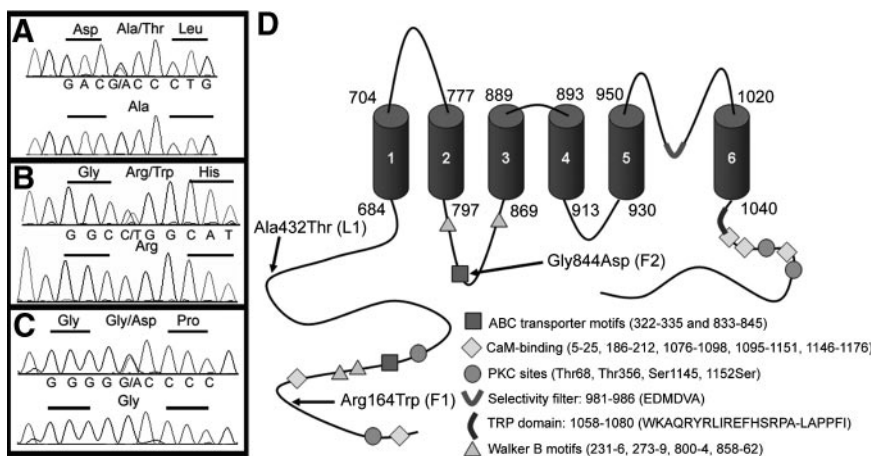 A
Asp Ala/Thr Leu
G A C G/A C C C T G
Ala
B
Gly Arg/Trp His
G G C C/T G G C A T
Arg
C
Gly Gly/Asp Pro
G G G G G/A C C C C
Gly
D
704 777 889 893 950 1020
1 2 3 4 5 6
684 797 869 913 930 1040
Ala432Thr (L1)
Gly844Asp (F2)
Arg164Trp (F1)
ABC transporter motifs (322-335 and 833-845)
CaM-binding (5-25, 186-212, 1076-1098, 1095-1151, 1146-1176)
PKC sites (Thr68, Thr356, Ser1145, 1152Ser)
Selectivity filter: 981-986 (EDMDVA)
TRP domain: 1058-1080 (WKAQRYRLIREFHSRPA-LAPPFI)
Walker B motifs (231-6, 273-9, 800-4, 858-62)